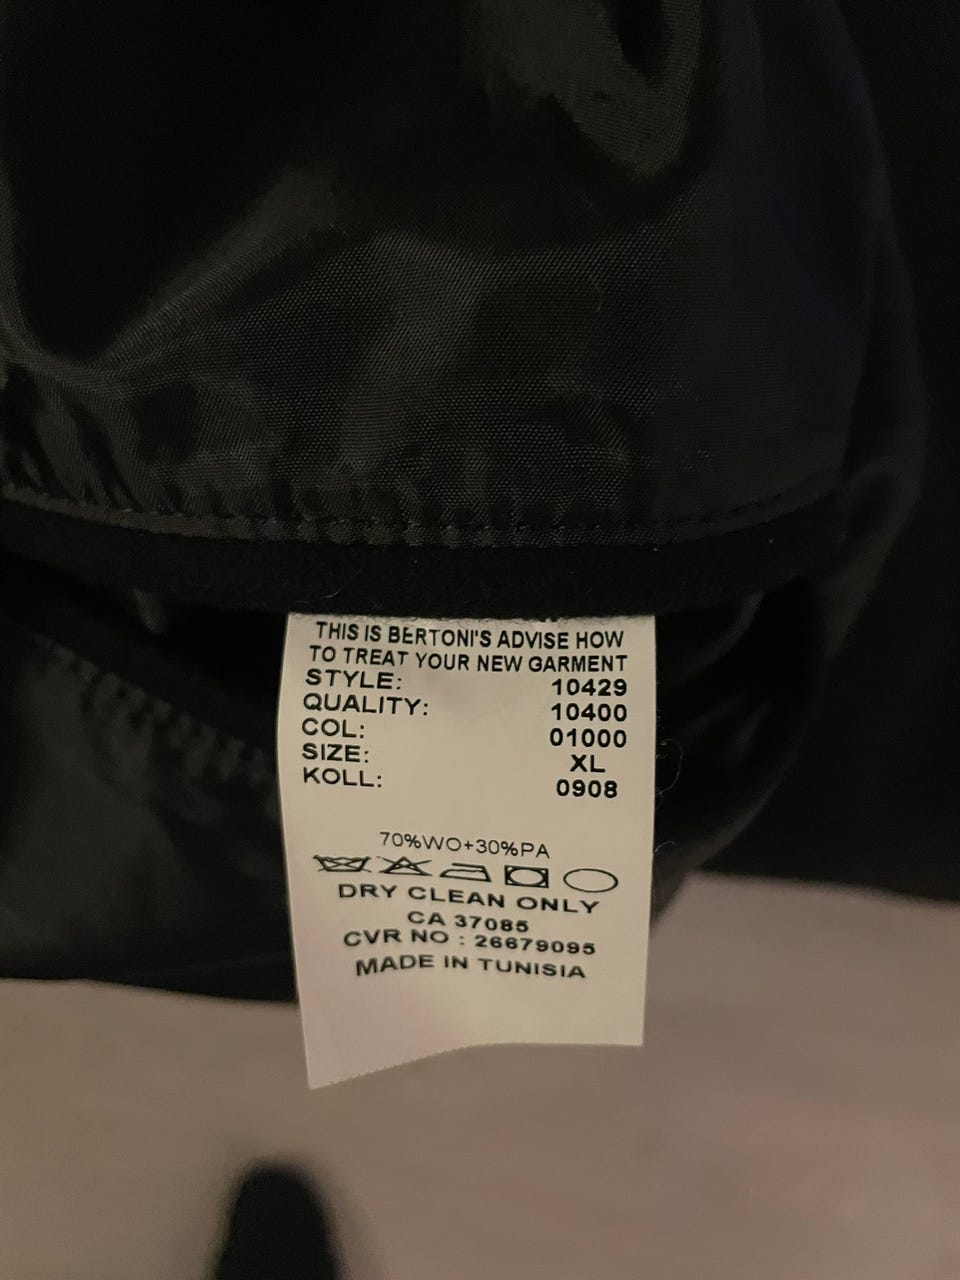 THIS IS BERTONI'S ADVISE HOW
TO TREAT YOUR NEW GARMENT
STYLE: 10429
QUALITY: 10400
COL: 01000
SIZE: XL
KOLL: 0908
70%WO+30%PA
DRY CLEAN ONLY
CA 37085
CVR NO : 26679095
MADE IN TUNISIA